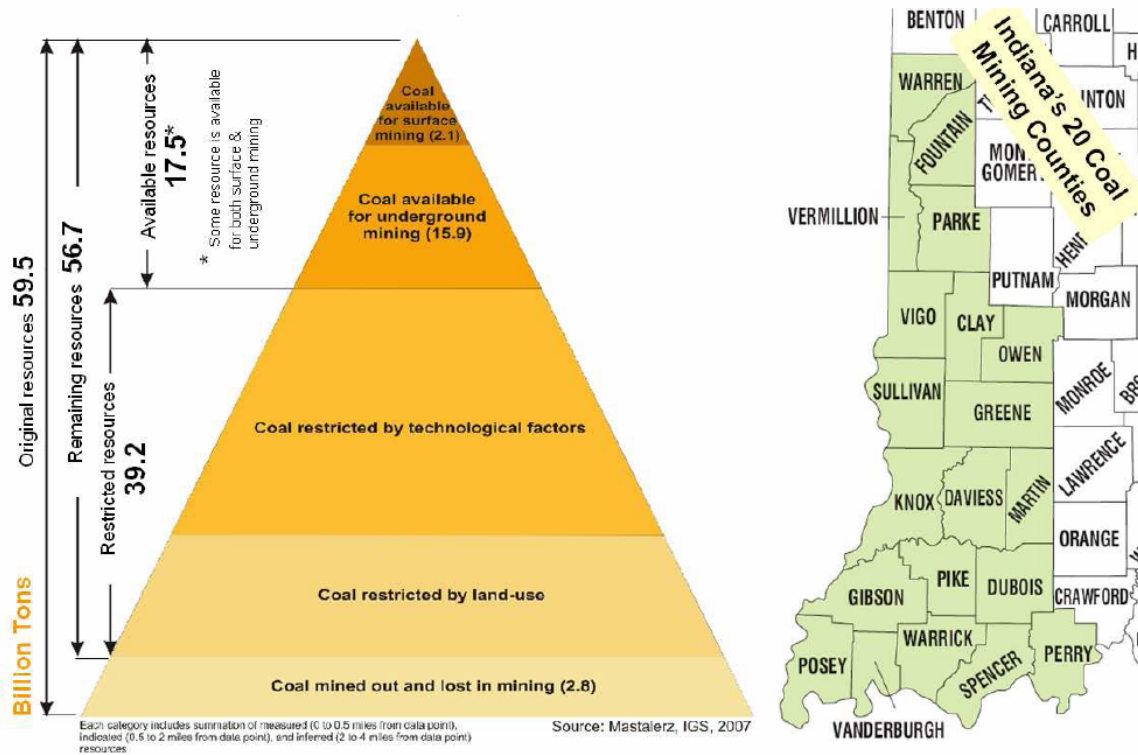 Original resources 59.5
Billion Tons
Remaining resources 56.7
Available resources
17.5*
* Some resource is available
for both surface &
underground mining
Restricted resources
39.2
Coal
available
for surface
mining (2.1)
Coal available
for underground
mining (15.9)
Coal restricted by technological factors
Coal restricted by land-use
Coal mined out and lost in mining (2.8)
Each category includes summation of measured (0 to 0.5 miles from data point),
indicated (0.5 to 2 miles from data point), and inferred (2 to 4 miles from data point)
resources
Source: Mastalerz, IGS, 2007
Indiana's 20 Coal
Mining Counties
BENTON
CARROLL
H
WARREN
FOUNTAIN
INTON
MON
GOMER
VERMILLION
PARKE
HEN
PUTNAM
MORGAN
VIGO
CLAY
OWEN
SULLIVAN
GREENE
MONROE
BR
KNOX
DAVIESS
MARTIN
LAWRENCE
ORANGE
GIBSON
PIKE
DUBOIS
CRAWFORD
POSEY
WARRICK
SPENCER
PERRY
VANDERBURGH